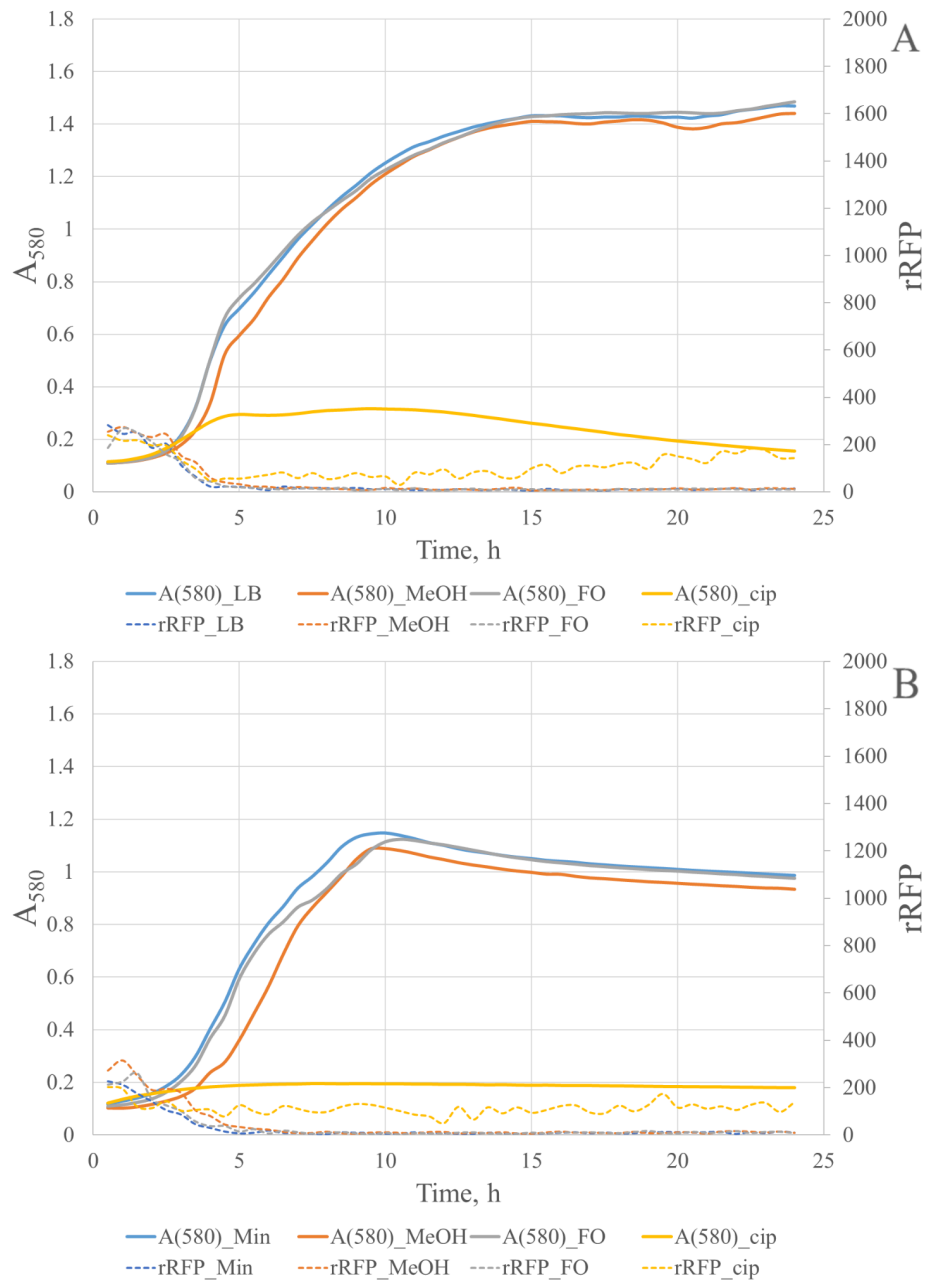 A
1.8 2000
1.6 1800
1.4 1600
1.2 1400
1 1200
0.8 1000
0.6 800
0.4 600
0.2 400
0 200
0
A580
rRFP
0 5 10 15 20 25
Time, h
A(580)_LB A(580)_MeOH A(580)_FO A(580)_cip
rRFP_LB rRFP_MeOH rRFP_FO rRFP_cip
B
1.8 2000
1.6 1800
1.4 1600
1.2 1400
1 1200
0.8 1000
0.6 800
0.4 600
0.2 400
0 200
0
A580
rRFP
0 5 10 15 20 25
Time, h
A(580)_Min A(580)_MeOH A(580)_FO A(580)_cip
rRFP_Min rRFP_MeOH rRFP_FO rRFP_cip